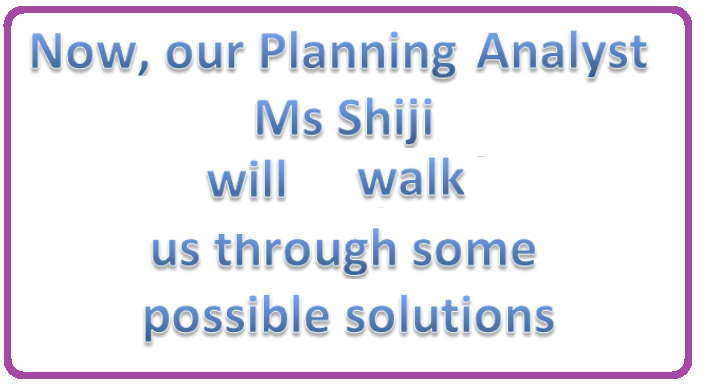 Now, our Planning Analyst
Ms Shiji
will walk
us through some
possible solutions